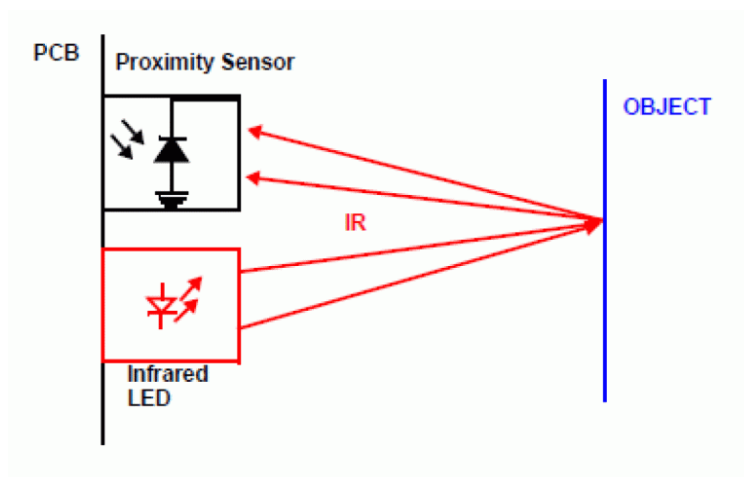 PCB
Proximity Sensor
OBJECT
IR
Infrared
LED